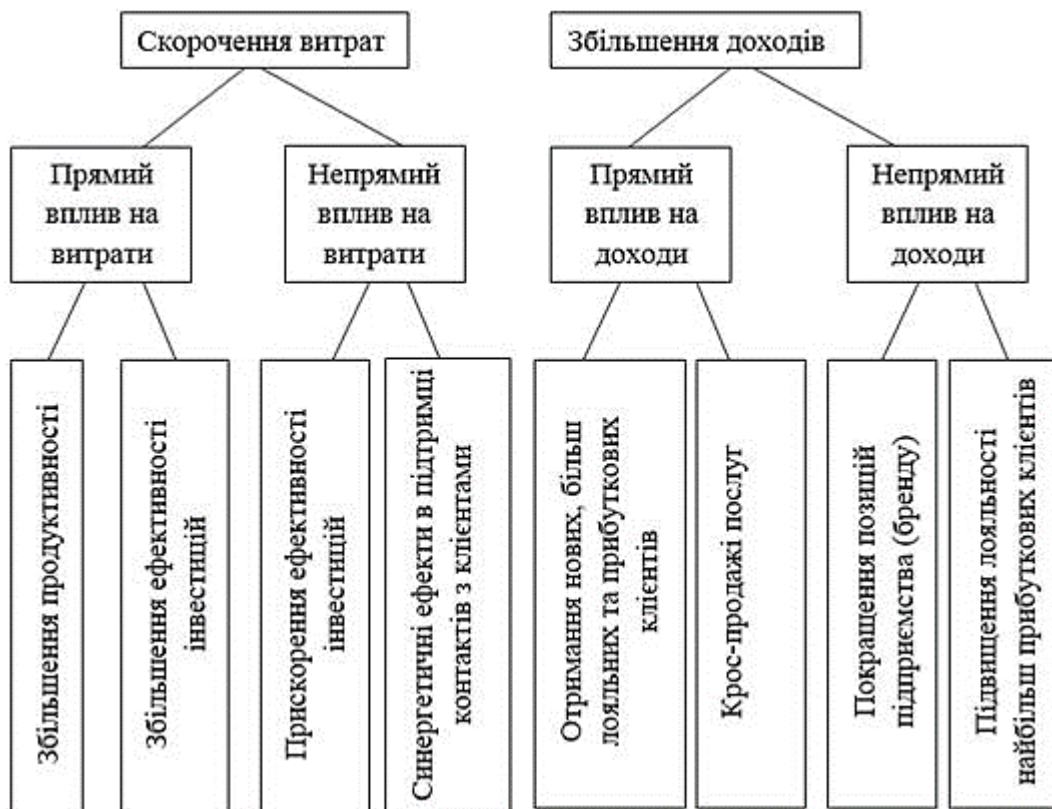 Скорочення витрат
Збільшення доходів
Прямий
вплив на
витрати
Непрямий
вплив на
витрати
Прямий
вплив на
доходи
Непрямий
вплив на
доходи
Збільшення продуктивності
Збільшення ефективності
інвестицій
Прискорення ефективності
інвестицій
Синергетичні ефекти в підтримці
контактів з клієнтами
Отримання нових, більш
лояльних та прибуткових
клієнтів
Крос-продажі послуг
Покращення позицій
підприємства (бренду)
Підвищення лояльності
найбільш прибуткових клієнтів